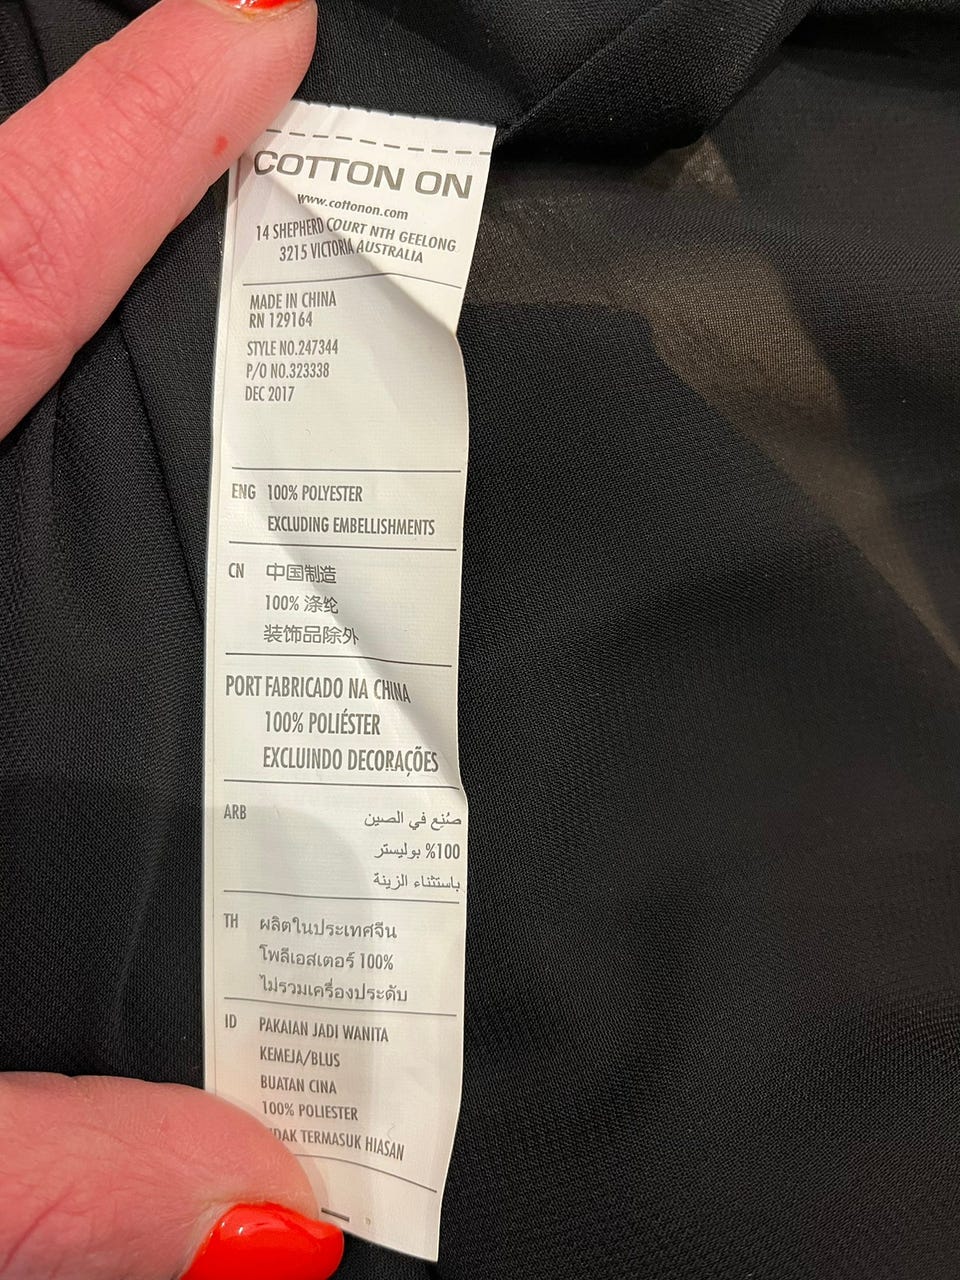 COTTON ON
www.cottonon.com
14 SHEPHERD COURT NTH GEELONG
3215 VICTORIA AUSTRALIA
MADE IN CHINA
RN 129164
STYLE NO.247344
P/O NO.323338
DEC 2017
ENG 100% POLYESTER
EXCLUDING EMBELLISHMENTS
CN 中国制造
100% 涤纶
装饰品除外
PORT FABRICADO NA CHINA
100% POLIÉSTER
EXCLUINDO DECORAÇÕES
ARB صُنِع في الصين
100% بوليستر
باستثناء الزينة
TH ผลิตในประเทศจีน
โพลีเอสเตอร์ 100%
ไม่รวมเครื่องประดับ
ID PAKAIAN JADI WANITA
KEMEJA/BLUS
BUATAN CINA
100% POLIESTER
TERMASUK HIASAN